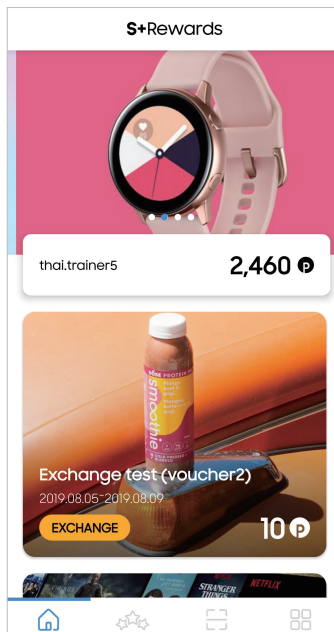 S+Rewards
thai.trainer5
2,460 P
smoothie
Exchange test (voucher2)
2019.08.05~2019.08.09
EXCHANGE
10 P
STRANGER
THINGS
NETFLIX